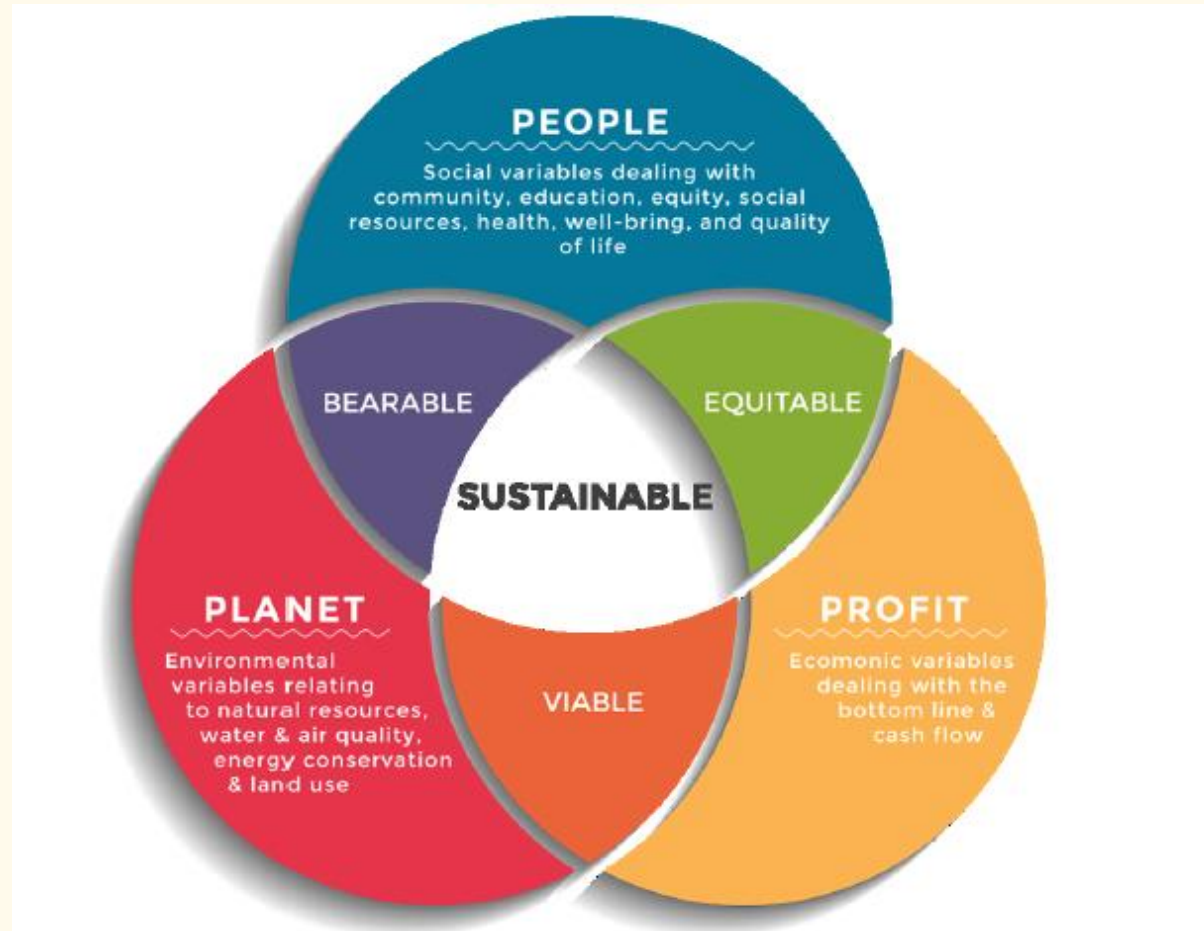 PEOPLE
Social variables dealing with
community, education, equity, social
resources, health, well-bring, and quality
of life
BEARABLE
EQUITABLE
SUSTAINABLE
PLANET
Environmental
variables relating
to natural resources,
water & air quality,
energy conservation
& land use
PROFIT
Ecomonic variables
dealing with the
bottom line &
cash flow
VIABLE